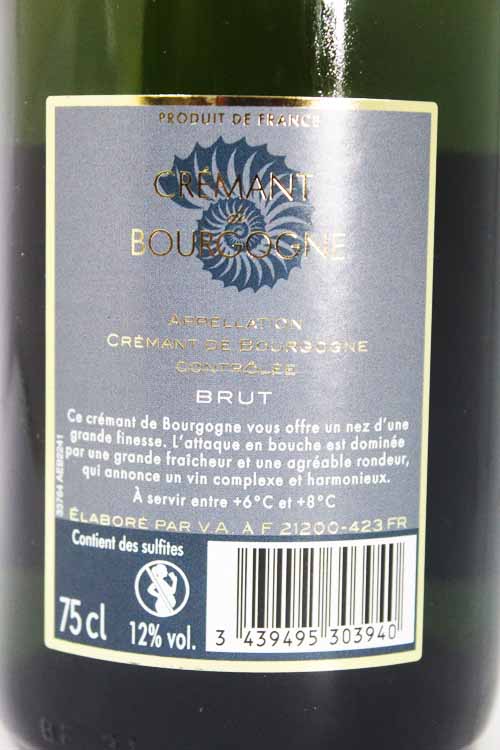 PRODUIT DE FRANCE
CRÉMANT
de
BOURGOGNE
APPELLATION
CRÉMANT DE BOURGOGNE
CONTRÔLÉE
BRUT
Ce crémant de Bourgogne vous offre un nez d'une
grande finesse. L'attaque en bouche est dominée
par une grande fraîcheur et une agréable rondeur,
qui annonce un vin complexe et harmonieux.
À servir entre +6°C et +8°C
ÉLABORÉ PAR V.A. À F 21200-423 FR
33764 AEB2241
Contient des sulfites
75 cl
12% vol.
3 439495 303940